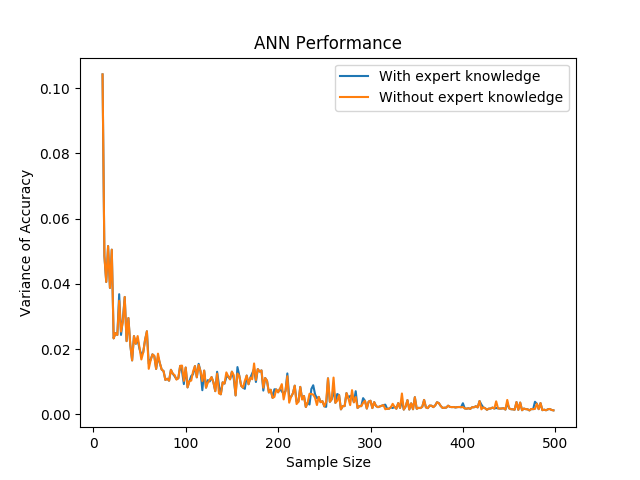 ANN Performance
With expert knowledge
Without expert knowledge
0.10
0.08
0.06
0.04
0.02
0.00
Variance of Accuracy
0 100 200 300 400 500
Sample Size